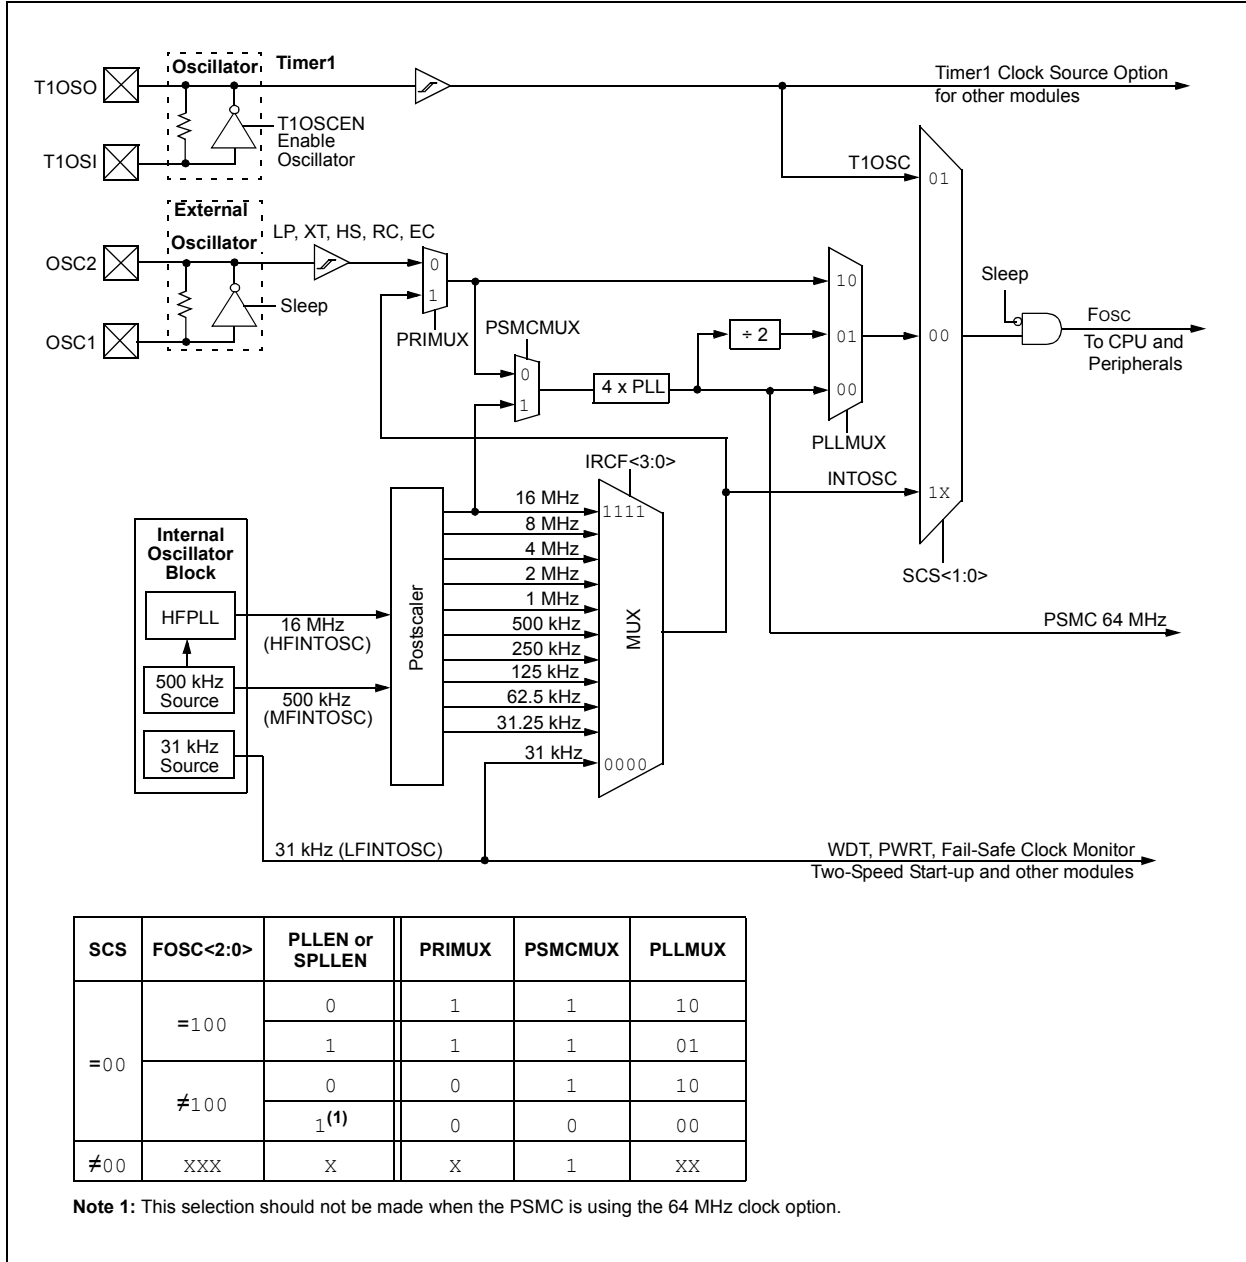 Oscillator
Timer1
T1OSO
T1OSI
T1OSCEN
Enable
Oscillator
Timer1 Clock Source Option
for other modules
T1OSC
01
External
Oscillator
LP, XT, HS, RC, EC
OSC2
OSC1
Sleep
0
1
PRIMUX
PSMCMUX
0
1
4 x PLL
÷ 2
10
01
00
PLLMUX
00
Sleep
FOSC
To CPU and
Peripherals
INTOSC
1X
SCS<1:0>
PSMC 64 MHz
IRCF<3:0>
Internal
Oscillator
Block
HFPLL
500 kHz
Source
31 kHz
Source
16 MHz
(HFINTOSC)
500 kHz
(MFINTOSC)
Postscaler
16 MHz
8 MHz
4 MHz
2 MHz
1 MHz
500 kHz
250 kHz
125 kHz
62.5 kHz
31.25 kHz
31 kHz
1111
MUX
0000
31 kHz (LFINTOSC)
WDT, PWRT, Fail-Safe Clock Monitor
Two-Speed Start-up and other modules
SCS FOSC<2:0> PLLEN or SPLLEN PRIMUX PSMCMUX PLLMUX
=00 =100 0 1 1 10
1 1 1 01
≠100 0 0 1 10
1(1) 0 0 00
≠00 XXX X X 1 XX
Note 1: This selection should not be made when the PSMC is using the 64 MHz clock option.